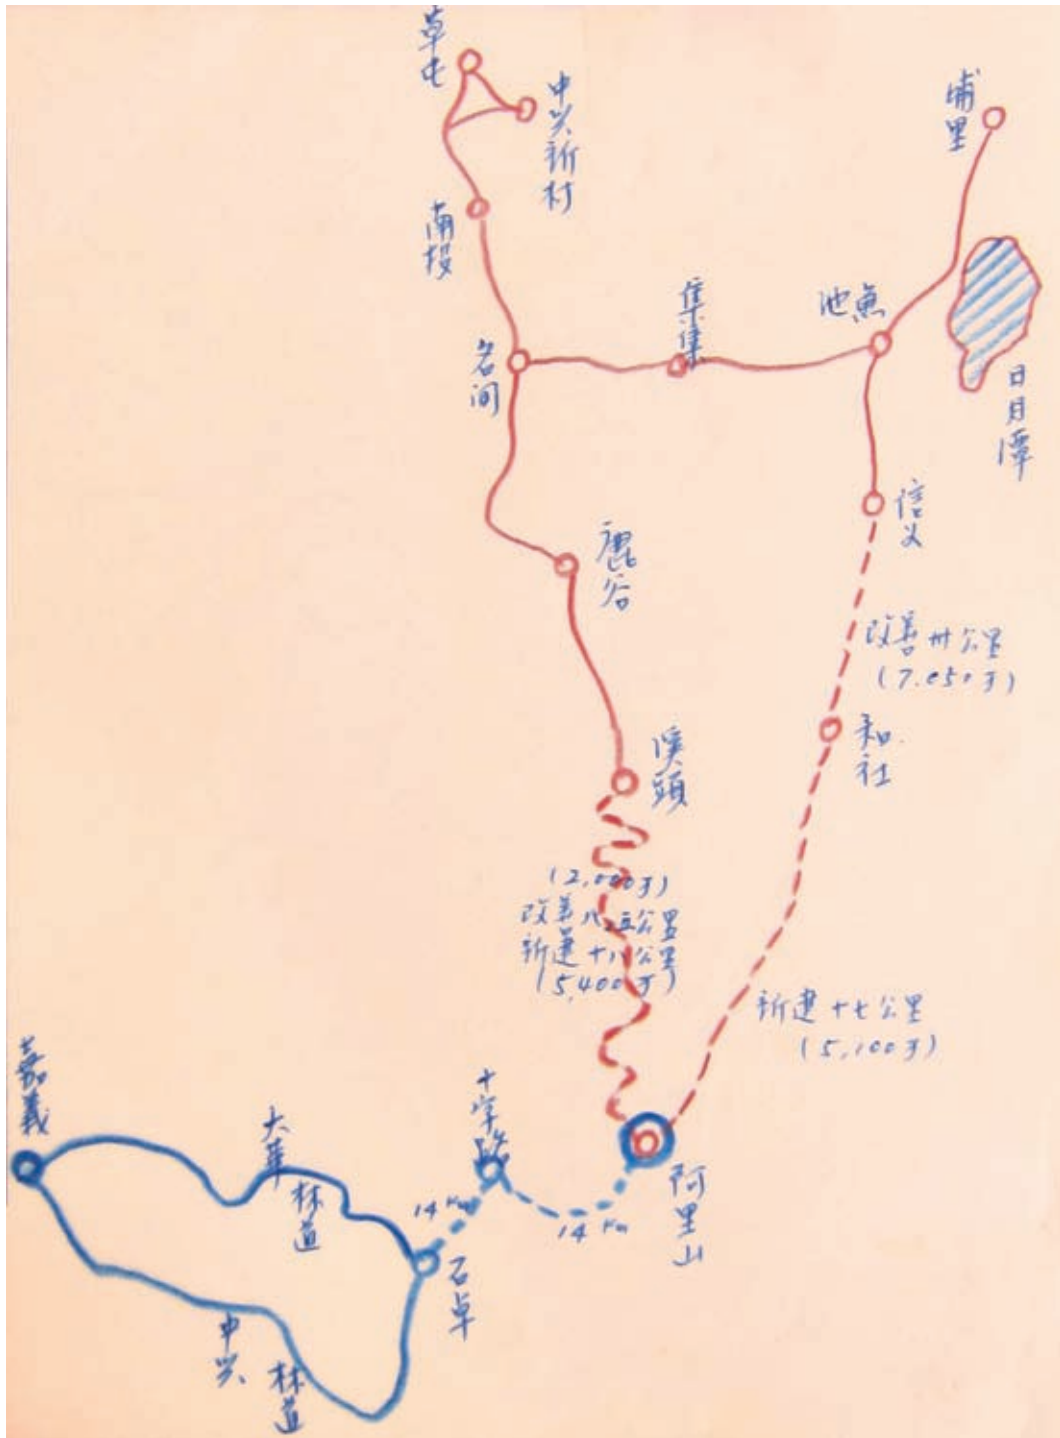 草屯
中兴新村
埔里
南投
集集
池魚
名间
日月潭
信义
鹿谷
改善卅公里
(7.050万)
和社
溪頭
(2,000万)
改善八.五公里
新建十八公里
(5,400万)
新建十七公里
(5,100万)
嘉義
十字路
大華
林道
14 Km
14 Km
阿里山
石卓
中兴
林道